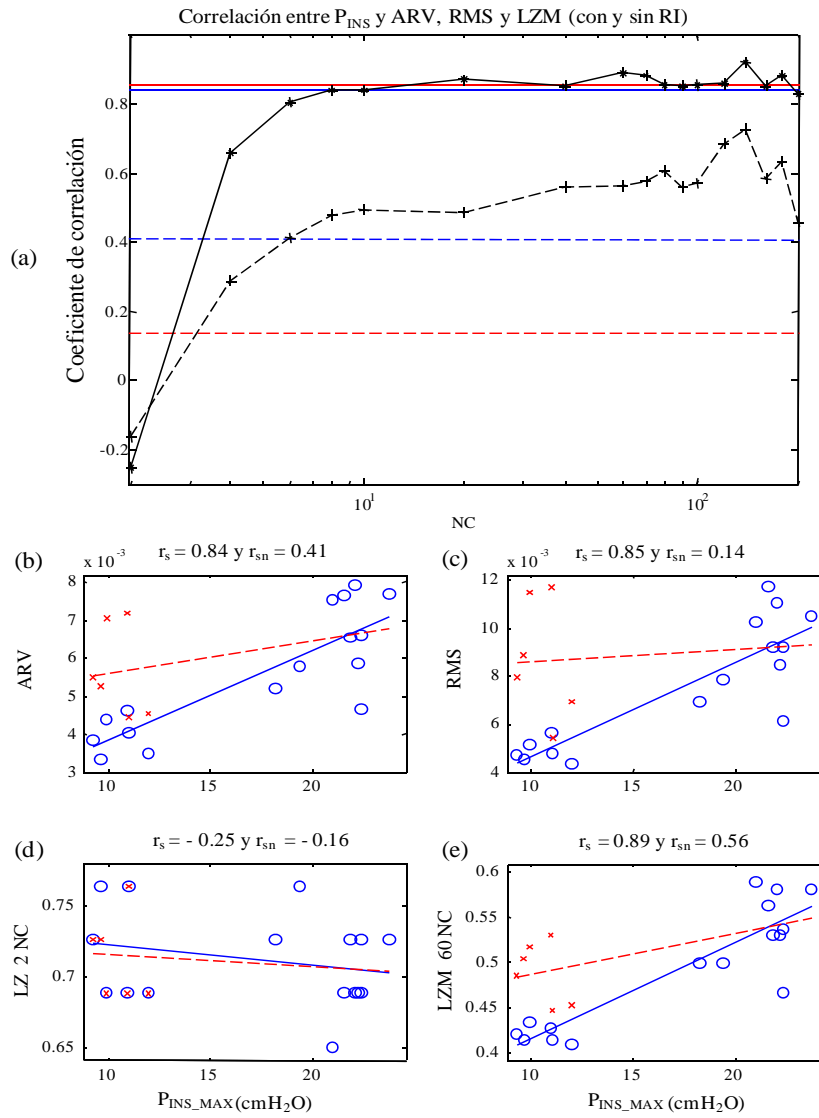 Correlación entre P_INS y ARV, RMS y LZM (con y sin RI)
(a)
Coeficiente de correlación
0.8
0.6
0.4
0.2
0
-0.2
10^1
10^2
NC
(b)
x 10^-3
r_s = 0.84 y r_sn = 0.41
8
7
6
5
4
3
ARV
10
15
20
(c)
x 10^-3
r_s = 0.85 y r_sn = 0.14
12
10
8
6
4
RMS
10
15
20
(d)
r_s = - 0.25 y r_sn = - 0.16
0.75
0.7
0.65
LZ 2 NC
10
15
20
P_INS_MAX (cmH2O)
(e)
r_s = 0.89 y r_sn = 0.56
0.6
0.55
0.5
0.45
0.4
LZM 60 NC
10
15
20
P_INS_MAX (cmH2O)